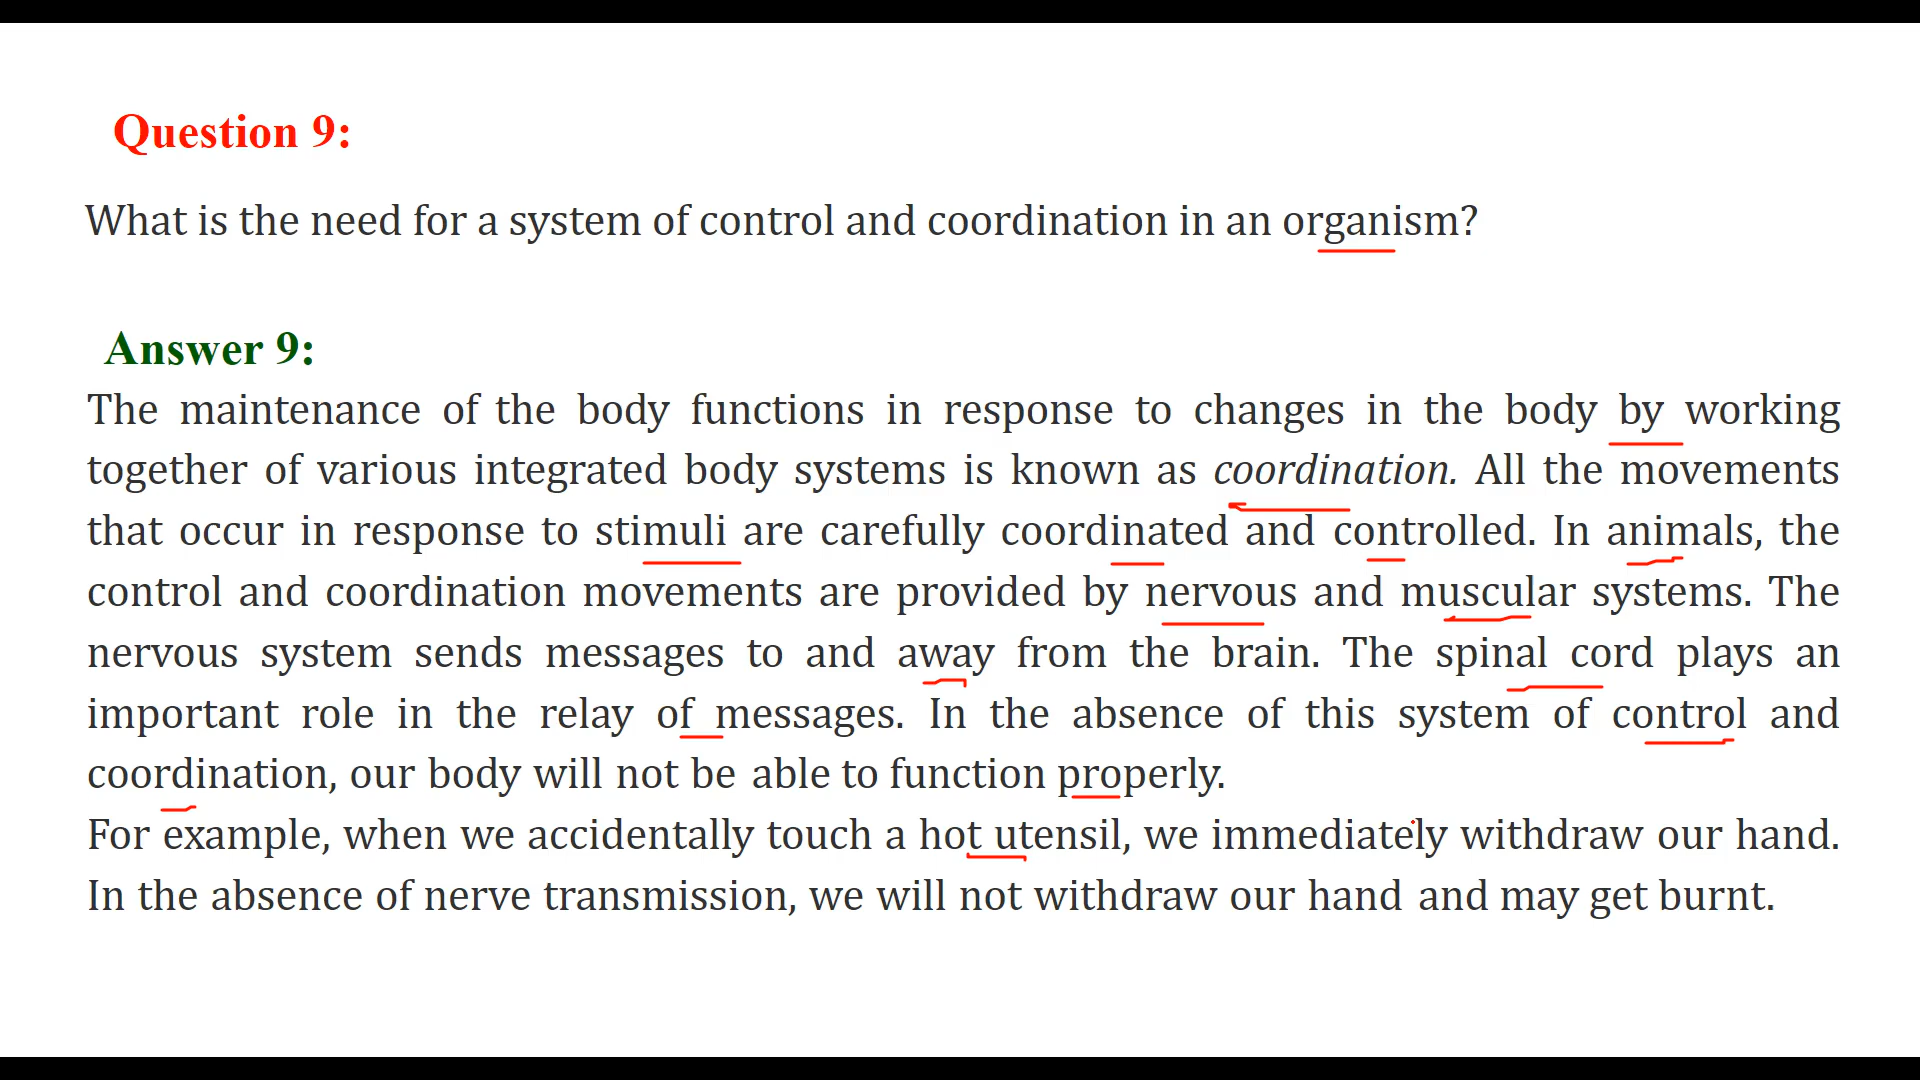 Question 9:
What is the need for a system of control and coordination in an organism?
Answer 9:
The maintenance of the body functions in response to changes in the body by working
together of various integrated body systems is known as coordination. All the movements
that occur in response to stimuli are carefully coordinated and controlled. In animals, the
control and coordination movements are provided by nervous and muscular systems. The
nervous system sends messages to and away from the brain. The spinal cord plays an
important role in the relay of messages. In the absence of this system of control and
coordination, our body will not be able to function properly.
For example, when we accidentally touch a hot utensil, we immediately withdraw our hand.
In the absence of nerve transmission, we will not withdraw our hand and may get burnt.